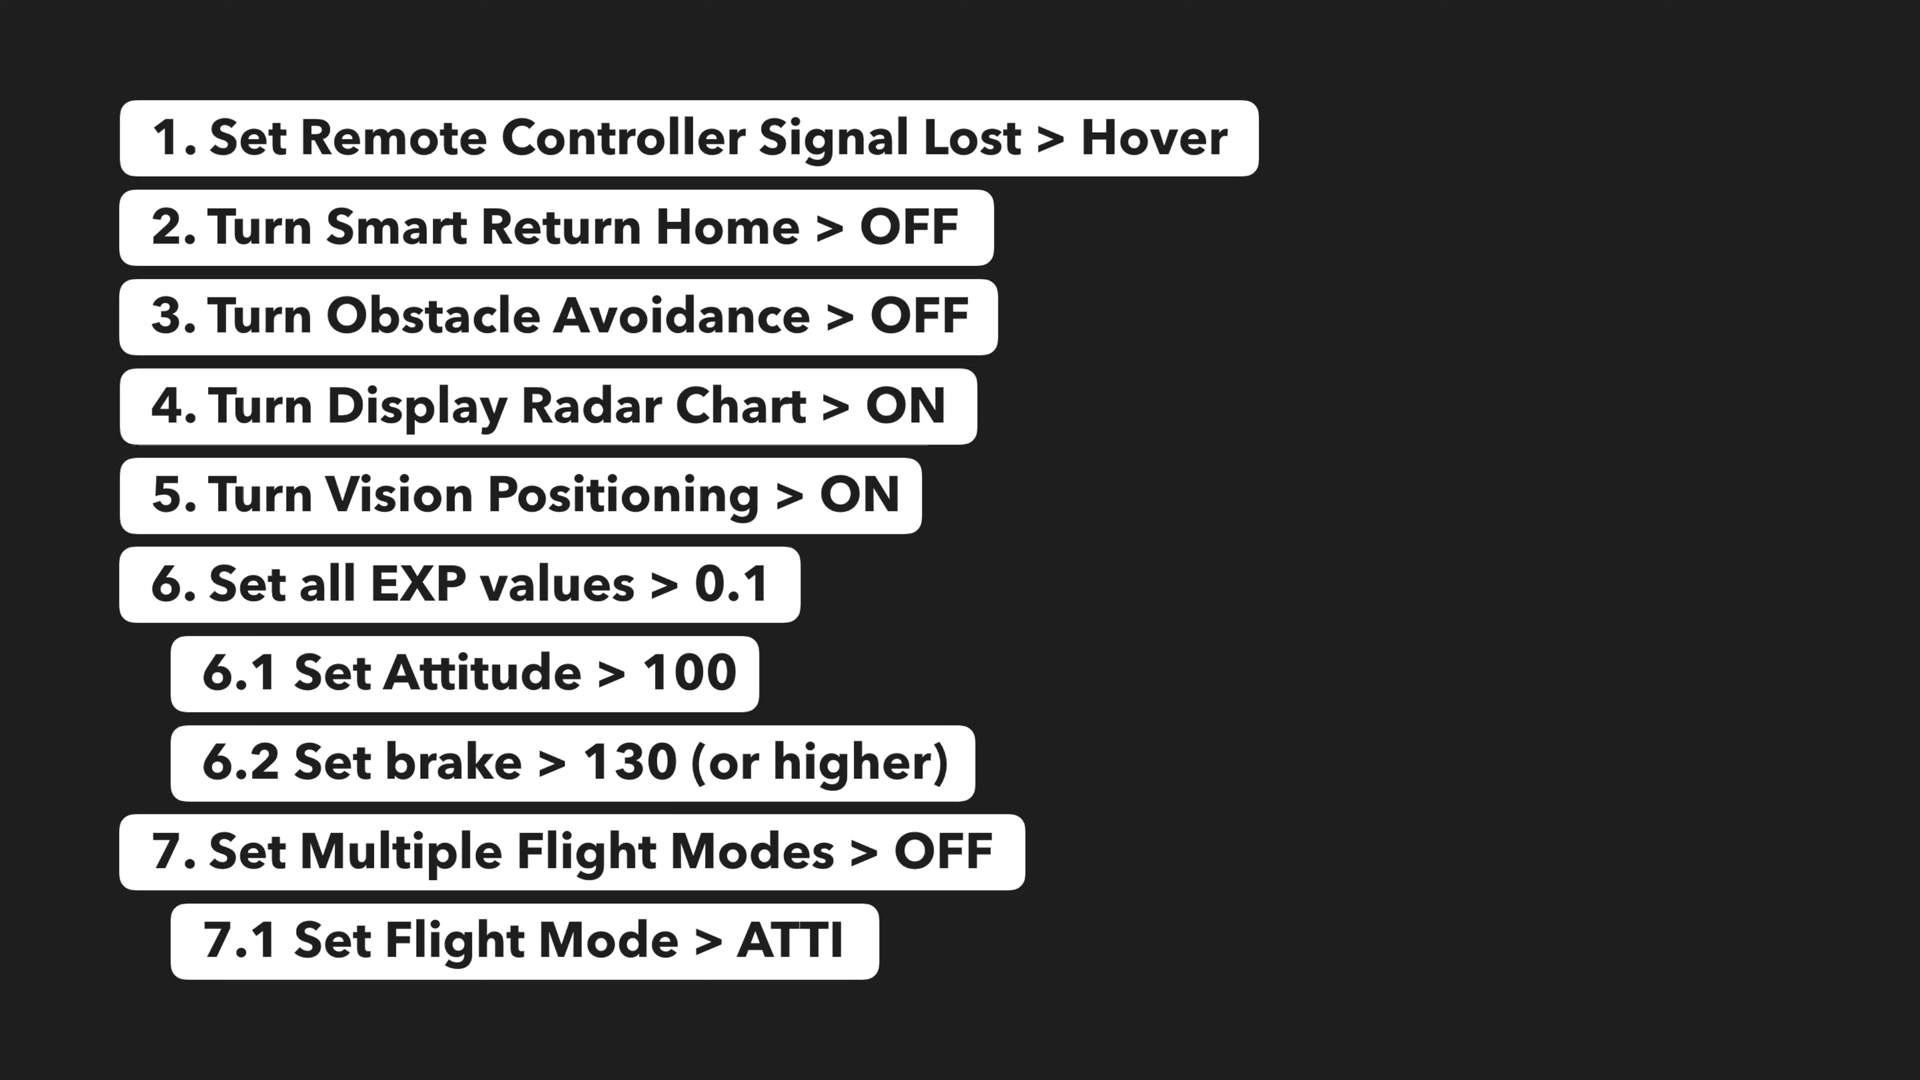 1. Set Remote Controller Signal Lost > Hover
2. Turn Smart Return Home > OFF
3. Turn Obstacle Avoidance > OFF
4. Turn Display Radar Chart > ON
5. Turn Vision Positioning > ON
6. Set all EXP values > 0.1
6.1 Set Attitude > 100
6.2 Set brake > 130 (or higher)
7. Set Multiple Flight Modes > OFF
7.1 Set Flight Mode > ATTI